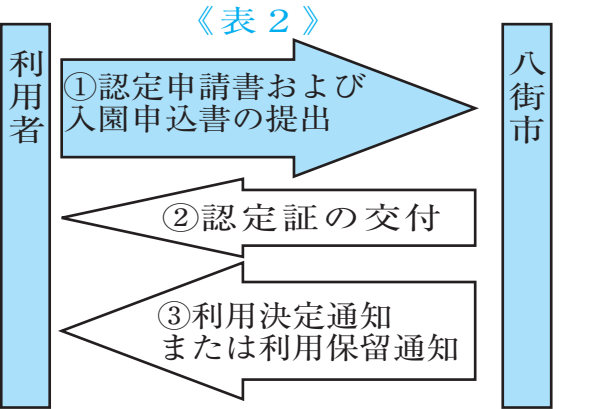 《表２》
利用者
①認定申請書および
入園申込書の提出
八街市
②認定証の交付
③利用決定通知
または利用保留通知